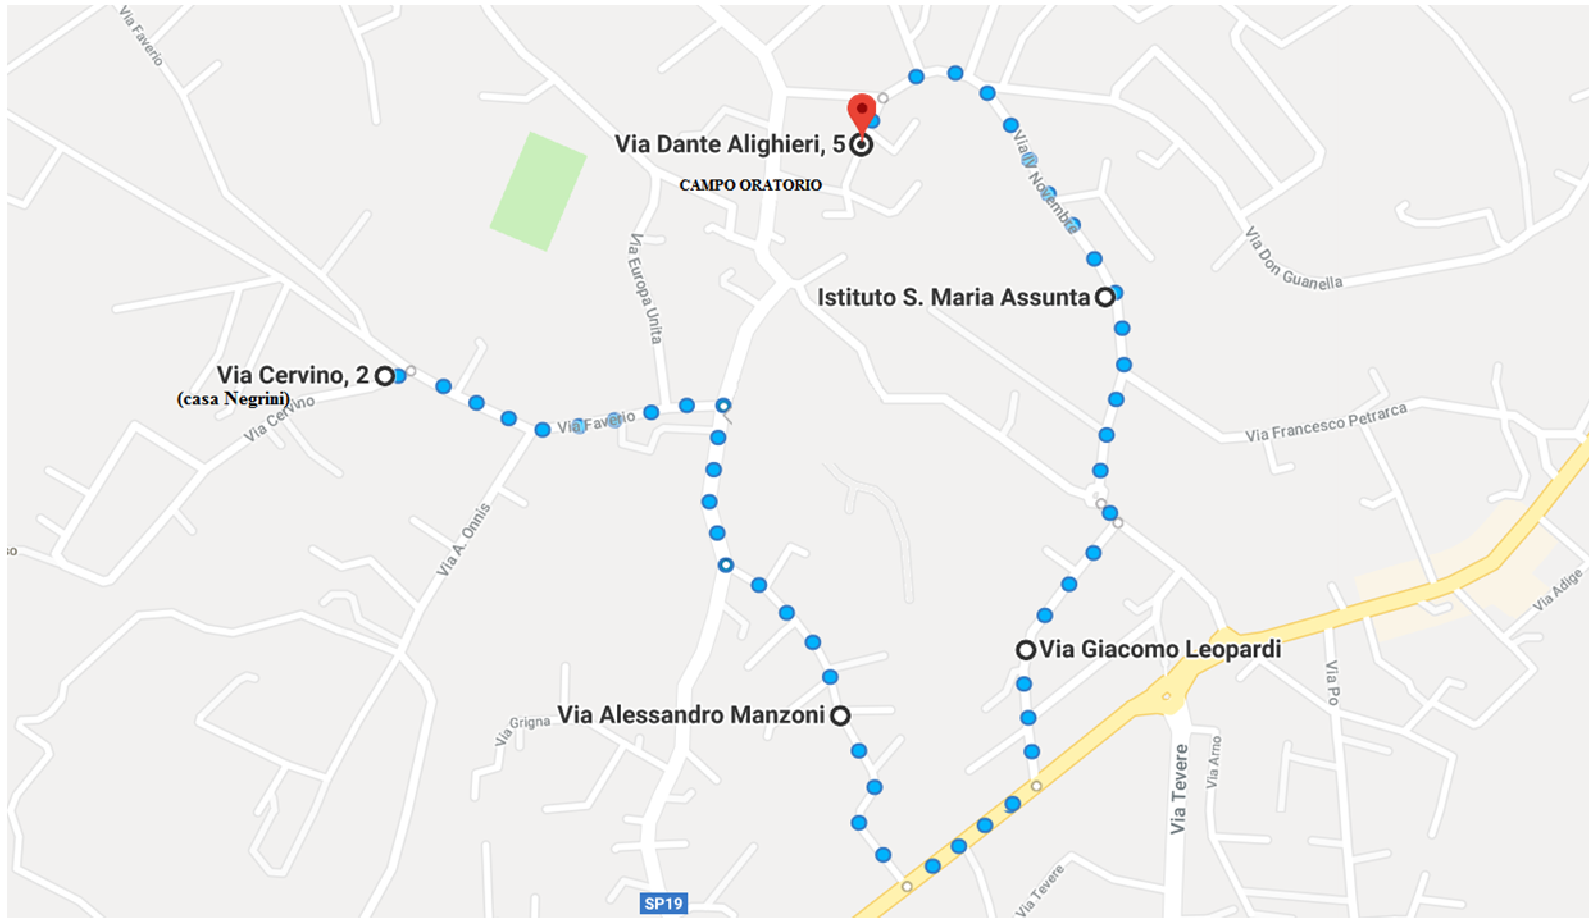 Via Faverio
Via Dante Alighieri, 5
CAMPO ORATORIO
Via IV Novembre
Via Don Guanella
Via Europa Unita
Istituto S. Maria Assunta
Via Cervino, 2
(casa Negrini)
Via Cervino
Via Faverio
Via Francesco Petrarca
Via A. Onnis
so
Via Adige
Via Giacomo Leopardi
Via Po
Via Alessandro Manzoni
Via Grigna
Via Tevere
Via Arno
Via Tevere
SP19